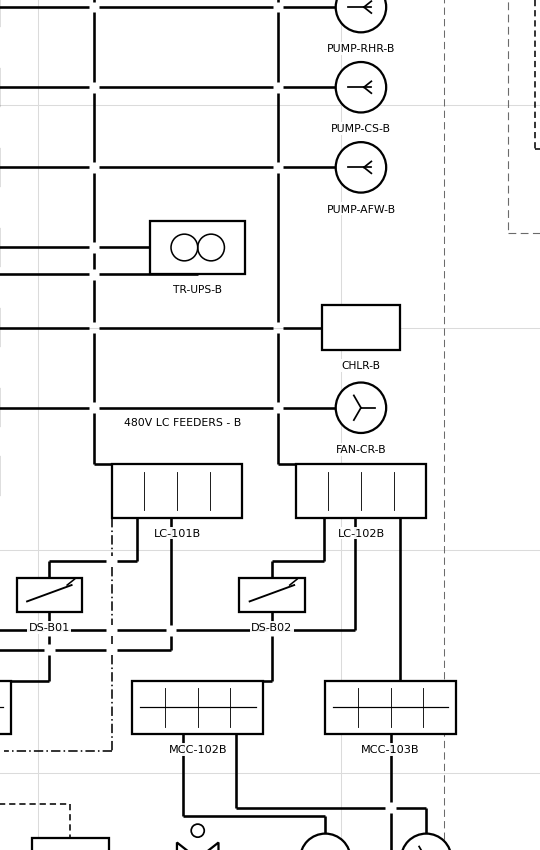 PUMP-RHR-B
PUMP-CS-B
PUMP-AFW-B
TR-UPS-B
CHLR-B
480V LC FEEDERS - B
FAN-CR-B
LC-101B
LC-102B
DS-B01
DS-B02
MCC-102B
MCC-103B